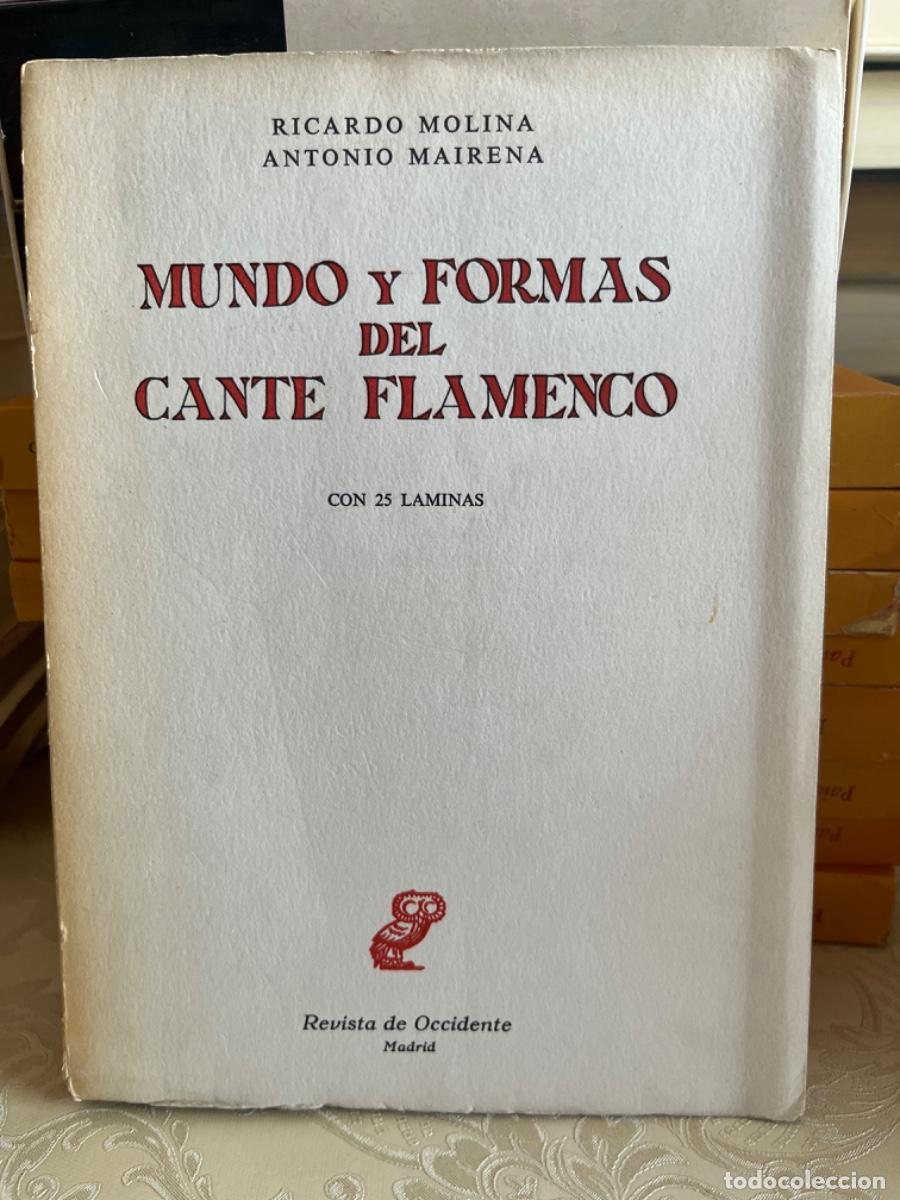 RICARDO MOLINA
ANTONIO MAIRENA
MUNDO Y FORMAS
DEL
CANTE FLAMENCO
CON 25 LAMINAS
Revista de Occidente
Madrid
todocoleccion